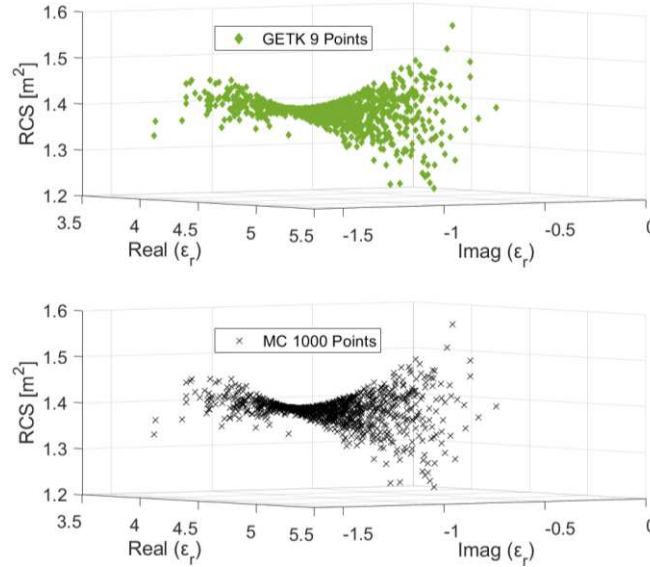 1.6
GETK 9 Points
1.5
RCS [m²]
1.4
1.3
1.2
3.5 4 4.5 5 5.5 -1.5 -1 -0.5 0
Real (εᵣ) Imag (εᵣ)
1.6
MC 1000 Points
1.5
RCS [m²]
1.4
1.3
1.2
3.5 4 4.5 5 5.5 -1.5 -1 -0.5 0
Real (εᵣ) Imag (εᵣ)